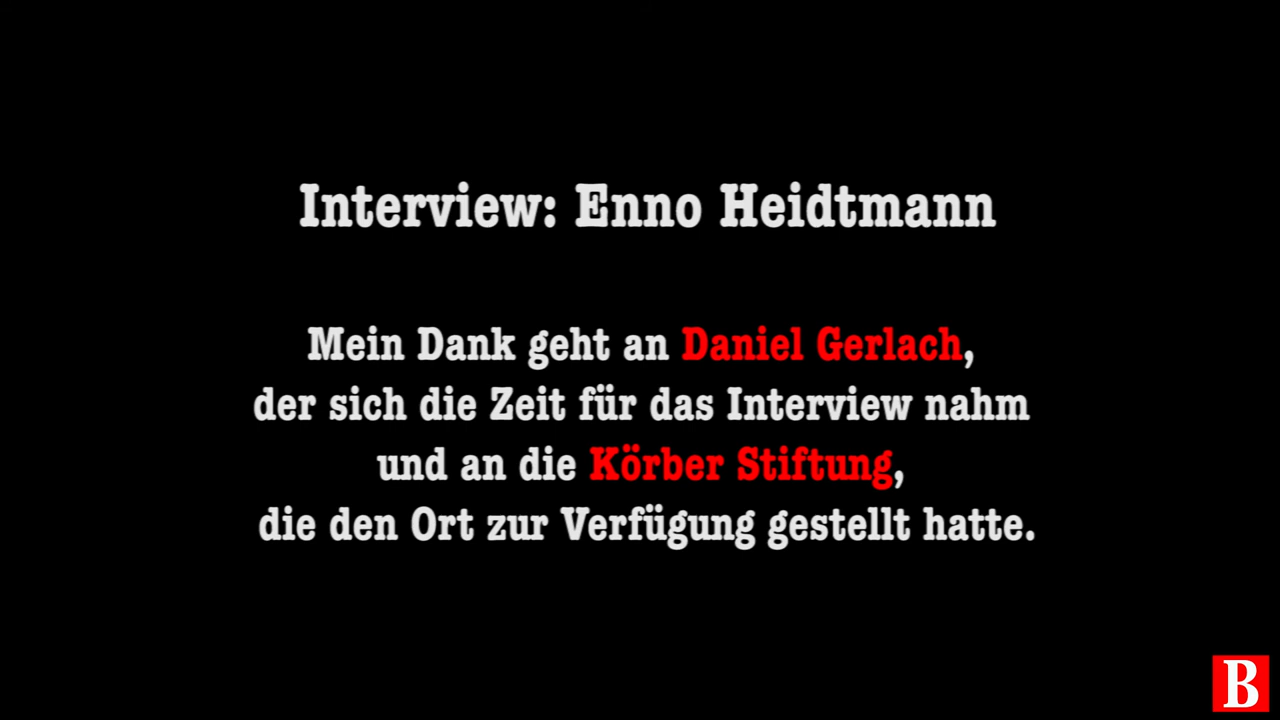 Interview: Enno Heidtmann
Mein Dank geht an Daniel Gerlach,
der sich die Zeit für das Interview nahm
und an die Körber Stiftung,
die den Ort zur Verfügung gestellt hatte.
B